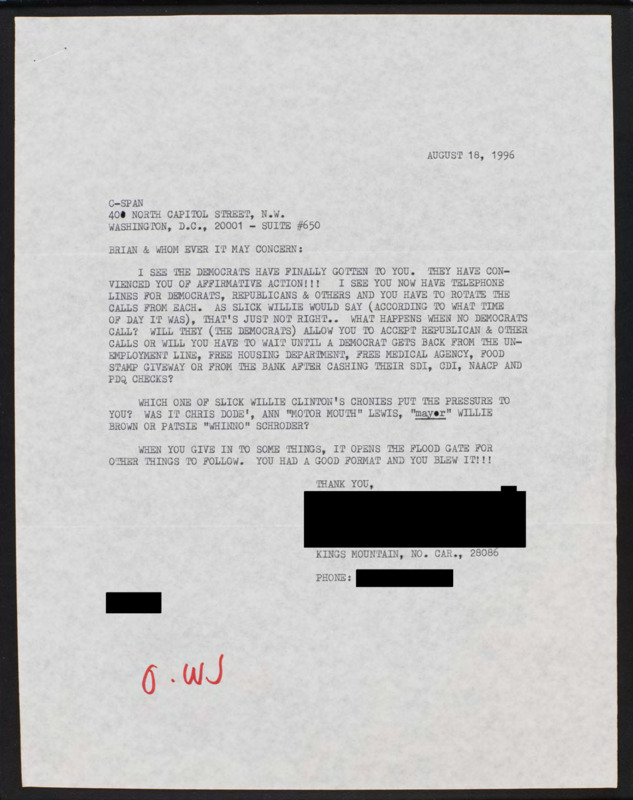 AUGUST 18, 1996
C-SPAN
400 NORTH CAPITOL STREET, N.W.
WASHINGTON, D.C., 20001 - SUITE #650
BRIAN & WHOM EVER IT MAY CONCERN:
I SEE THE DEMOCRATS HAVE FINALLY GOTTEN TO YOU. THEY HAVE CON-
VIENCED YOU OF AFFIRMATIVE ACTION!!! I SEE YOU NOW HAVE TELEPHONE
LINES FOR DEMOCRATS, REPUBLICANS & OTHERS AND YOU HAVE TO ROTATE THE
CALLS FROM EACH. AS SLICK WILLIE WOULD SAY (ACCORDING TO WHAT TIME
OF DAY IT WAS), THAT'S JUST NOT RIGHT.. WHAT HAPPENS WHEN NO DEMOCRATS
CALL? WILL THEY (THE DEMOCRATS) ALLOW YOU TO ACCEPT REPUBLICAN & OTHER
CALLS OR WILL YOU HAVE TO WAIT UNTIL A DEMOCRAT GETS BACK FROM THE UN-
EMPLOYMENT LINE, FREE HOUSING DEPARTMENT, FREE MEDICAL AGENCY, FOOD
STAMP GIVEWAY OR FROM THE BANK AFTER CASHING THEIR SDI, CDI, NAACP AND
PDQ CHECKS?
WHICH ONE OF SLICK WILLIE CLINTON'S CRONIES PUT THE PRESSURE TO
YOU? WAS IT CHRIS DODE', ANN "MOTOR MOUTH" LEWIS, "mayor" WILLIE
BROWN OR PATSIE "WHINNO" SCHRODER?
WHEN YOU GIVE IN TO SOME THINGS, IT OPENS THE FLOOD GATE FOR
OTHER THINGS TO FOLLOW. YOU HAD A GOOD FORMAT AND YOU BLEW IT!!!
THANK YOU,
KINGS MOUNTAIN, NO. CAR., 28086
PHONE: